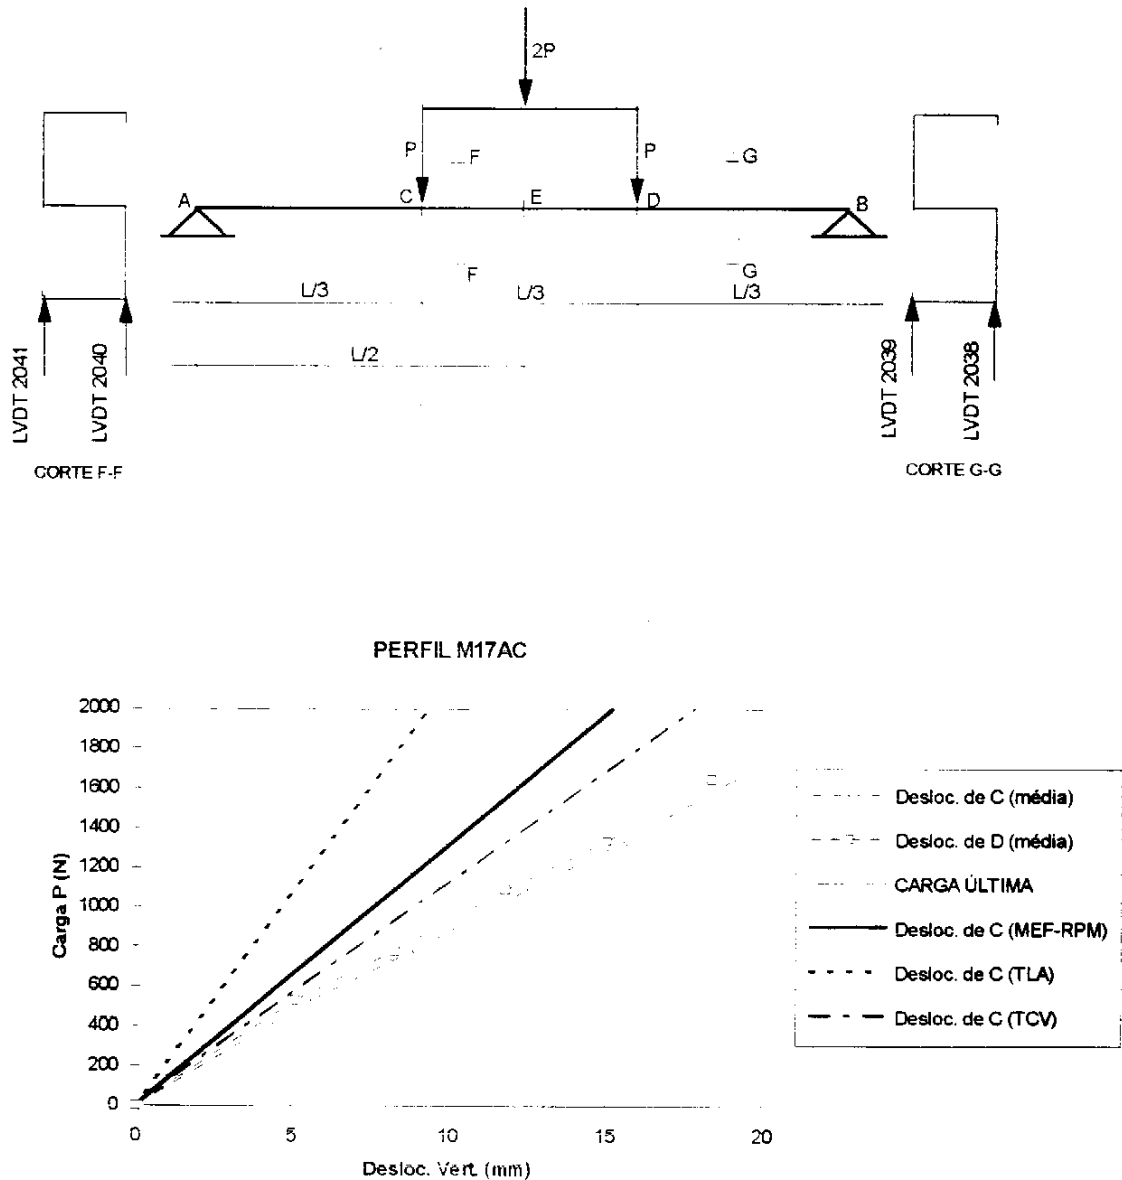 2P
P
F
P
G
A
C
E
D
B
F
G
L/3
L/3
L/3
L/2
LVDT 2041
LVDT 2040
LVDT 2039
LVDT 2038
CORTE F-F
CORTE G-G
PERFIL M17AC
2000
1800
1600
1400
1200
1000
800
600
400
200
0
Carga P (N)
0
5
10
15
20
Desloc. Vert. (mm)
Desloc. de C (média)
Desloc. de D (média)
CARGA ÚLTIMA
Desloc. de C (MEF-RPM)
Desloc. de C (TLA)
Desloc. de C (TCV)